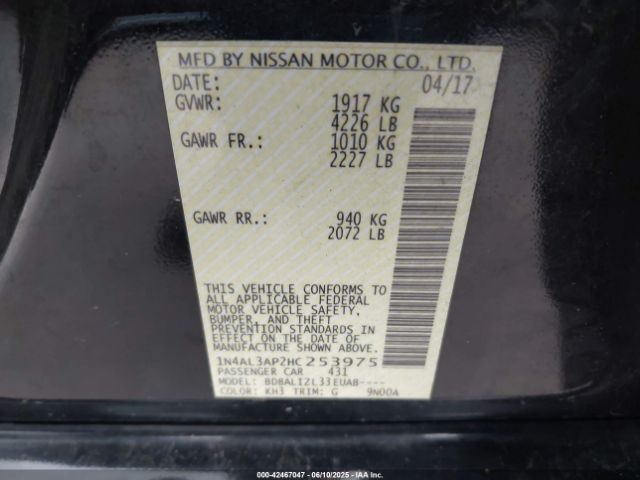 MFD BY NISSAN MOTOR CO., LTD.
DATE: 04/17
GVWR: 1917 KG
4226 LB
GAWR FR.: 1010 KG
2227 LB
GAWR RR.: 940 KG
2072 LB
THIS VEHICLE CONFORMS TO
ALL APPLICABLE FEDERAL
MOTOR VEHICLE SAFETY,
BUMPER, AND THEFT
PREVENTION STANDARDS IN
EFFECT ON THE DATE OF
MANUFACTURE SHOWN ABOVE.
1N4AL3AP2HC253975
PASSENGER CAR 431
MODEL: BDBALIZL33EUAB----
COLOR: KH3 TRIM: G 9N00A
000-42467047 - 06/10/2025 - IAA Holdings, LLC.